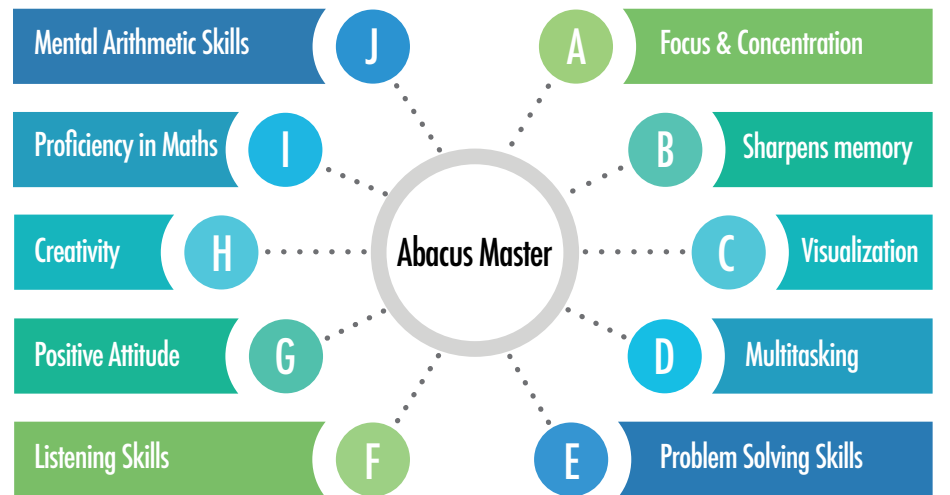 Mental Arithmetic Skills J A Focus & Concentration
Proficiency in Maths I B Sharpens memory
Creativity H Abacus Master C Visualization
Positive Attitude G D Multitasking
Listening Skills F E Problem Solving Skills